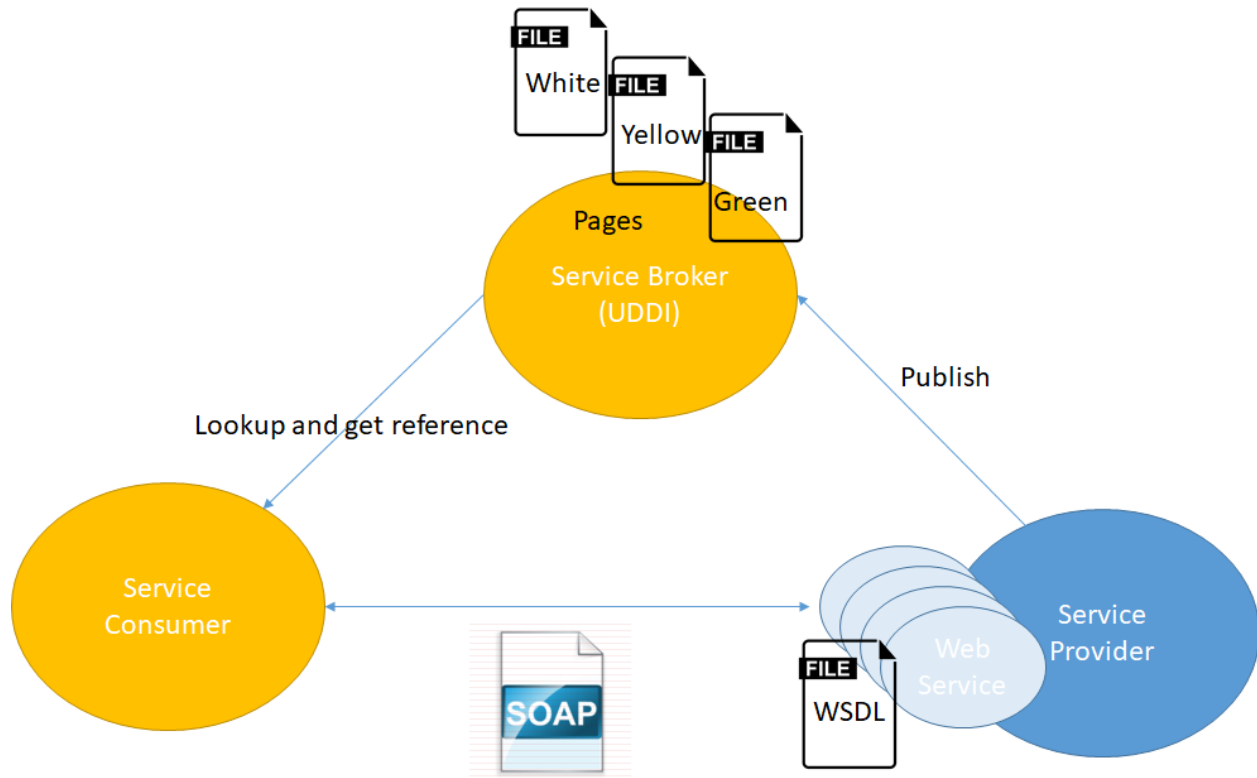 FILE
White
FILE
Yellow
FILE
Green
Pages
Service Broker
(UDDI)
Publish
Lookup and get reference
Service
Consumer
Service
Provider
Web
Service
FILE
WSDL
SOAP